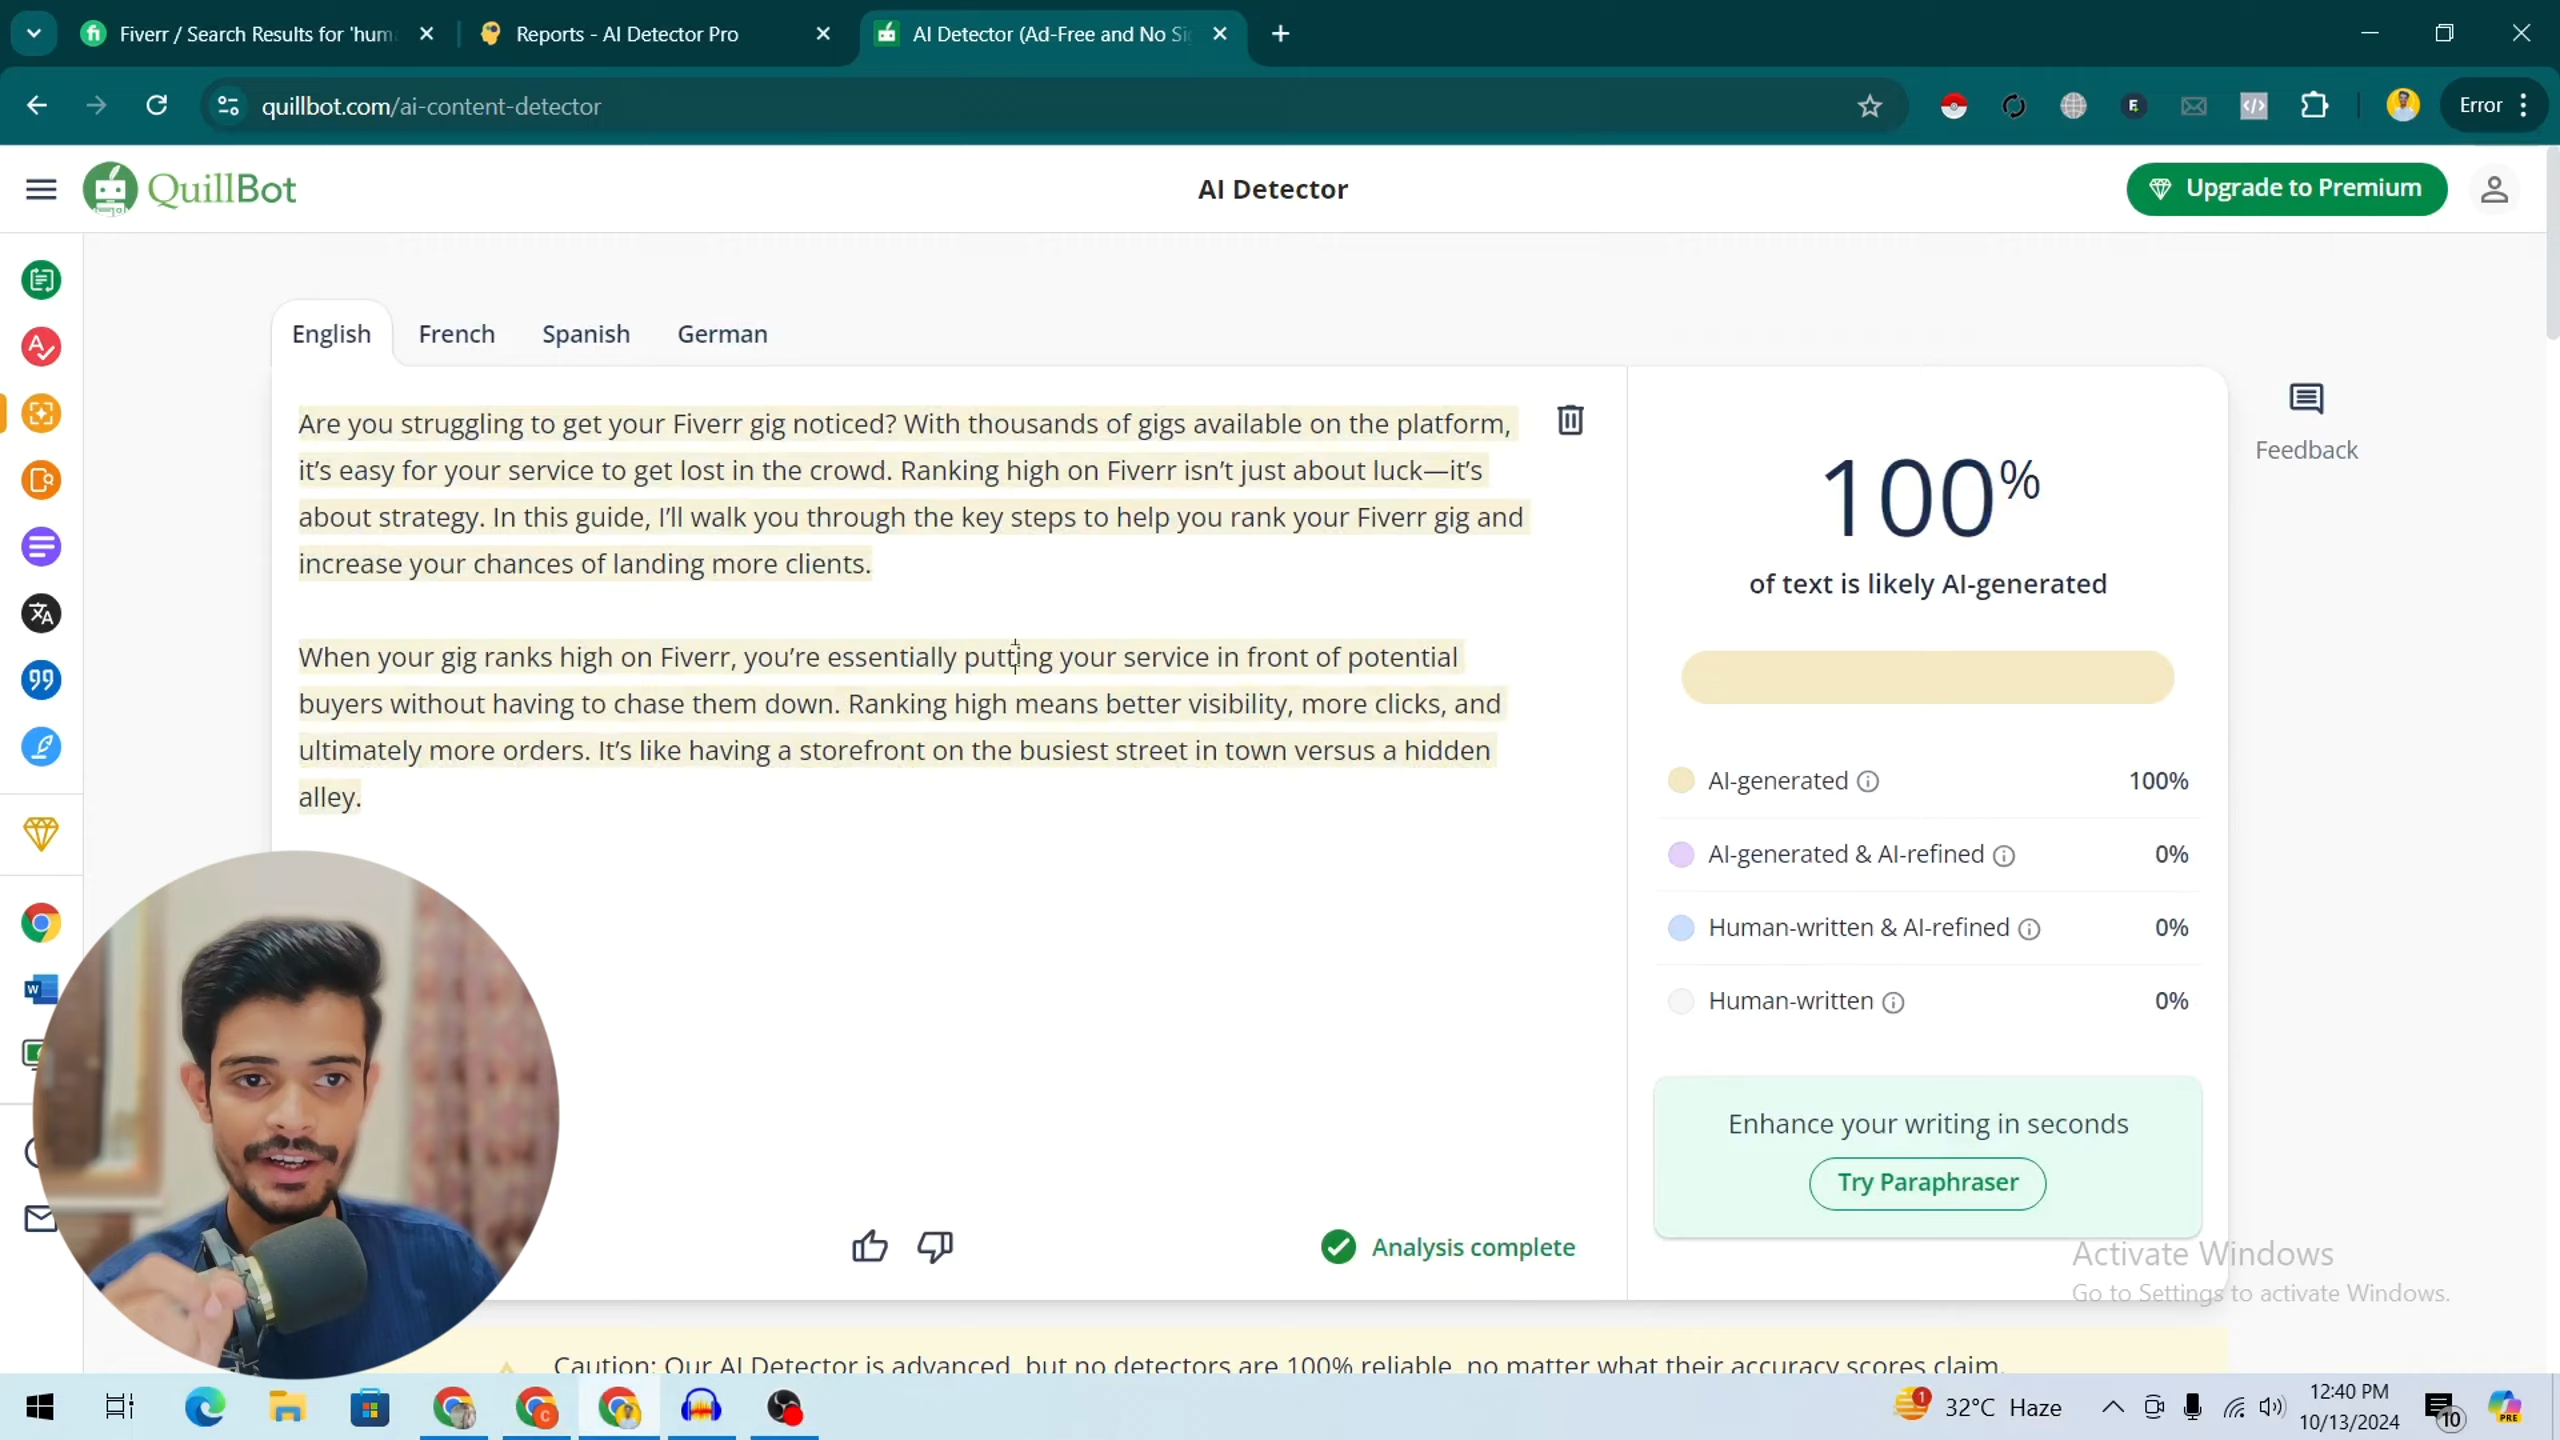 Fiverr / Search Results for 'hum
Reports - AI Detector Pro
AI Detector (Ad-Free and No Si
quillbot.com/ai-content-detector
Error
QuillBot
AI Detector
Upgrade to Premium
English
French
Spanish
German
Are you struggling to get your Fiverr gig noticed? With thousands of gigs available on the platform,
it's easy for your service to get lost in the crowd. Ranking high on Fiverr isn't just about luck—it's
about strategy. In this guide, I'll walk you through the key steps to help you rank your Fiverr gig and
increase your chances of landing more clients.
When your gig ranks high on Fiverr, you're essentially putting your service in front of potential
buyers without having to chase them down. Ranking high means better visibility, more clicks, and
ultimately more orders. It's like having a storefront on the busiest street in town versus a hidden
alley.
Analysis complete
100%
of text is likely AI-generated
AI-generated 100%
AI-generated & AI-refined 0%
Human-written & AI-refined 0%
Human-written 0%
Enhance your writing in seconds
Try Paraphraser
Feedback
Activate Windows
Go to Settings to activate Windows.
Caution: Our AI Detector is advanced, but no detectors are 100% reliable, no matter what their accuracy scores claim.
1
32°C Haze
12:40 PM
10/13/2024
10
PRE